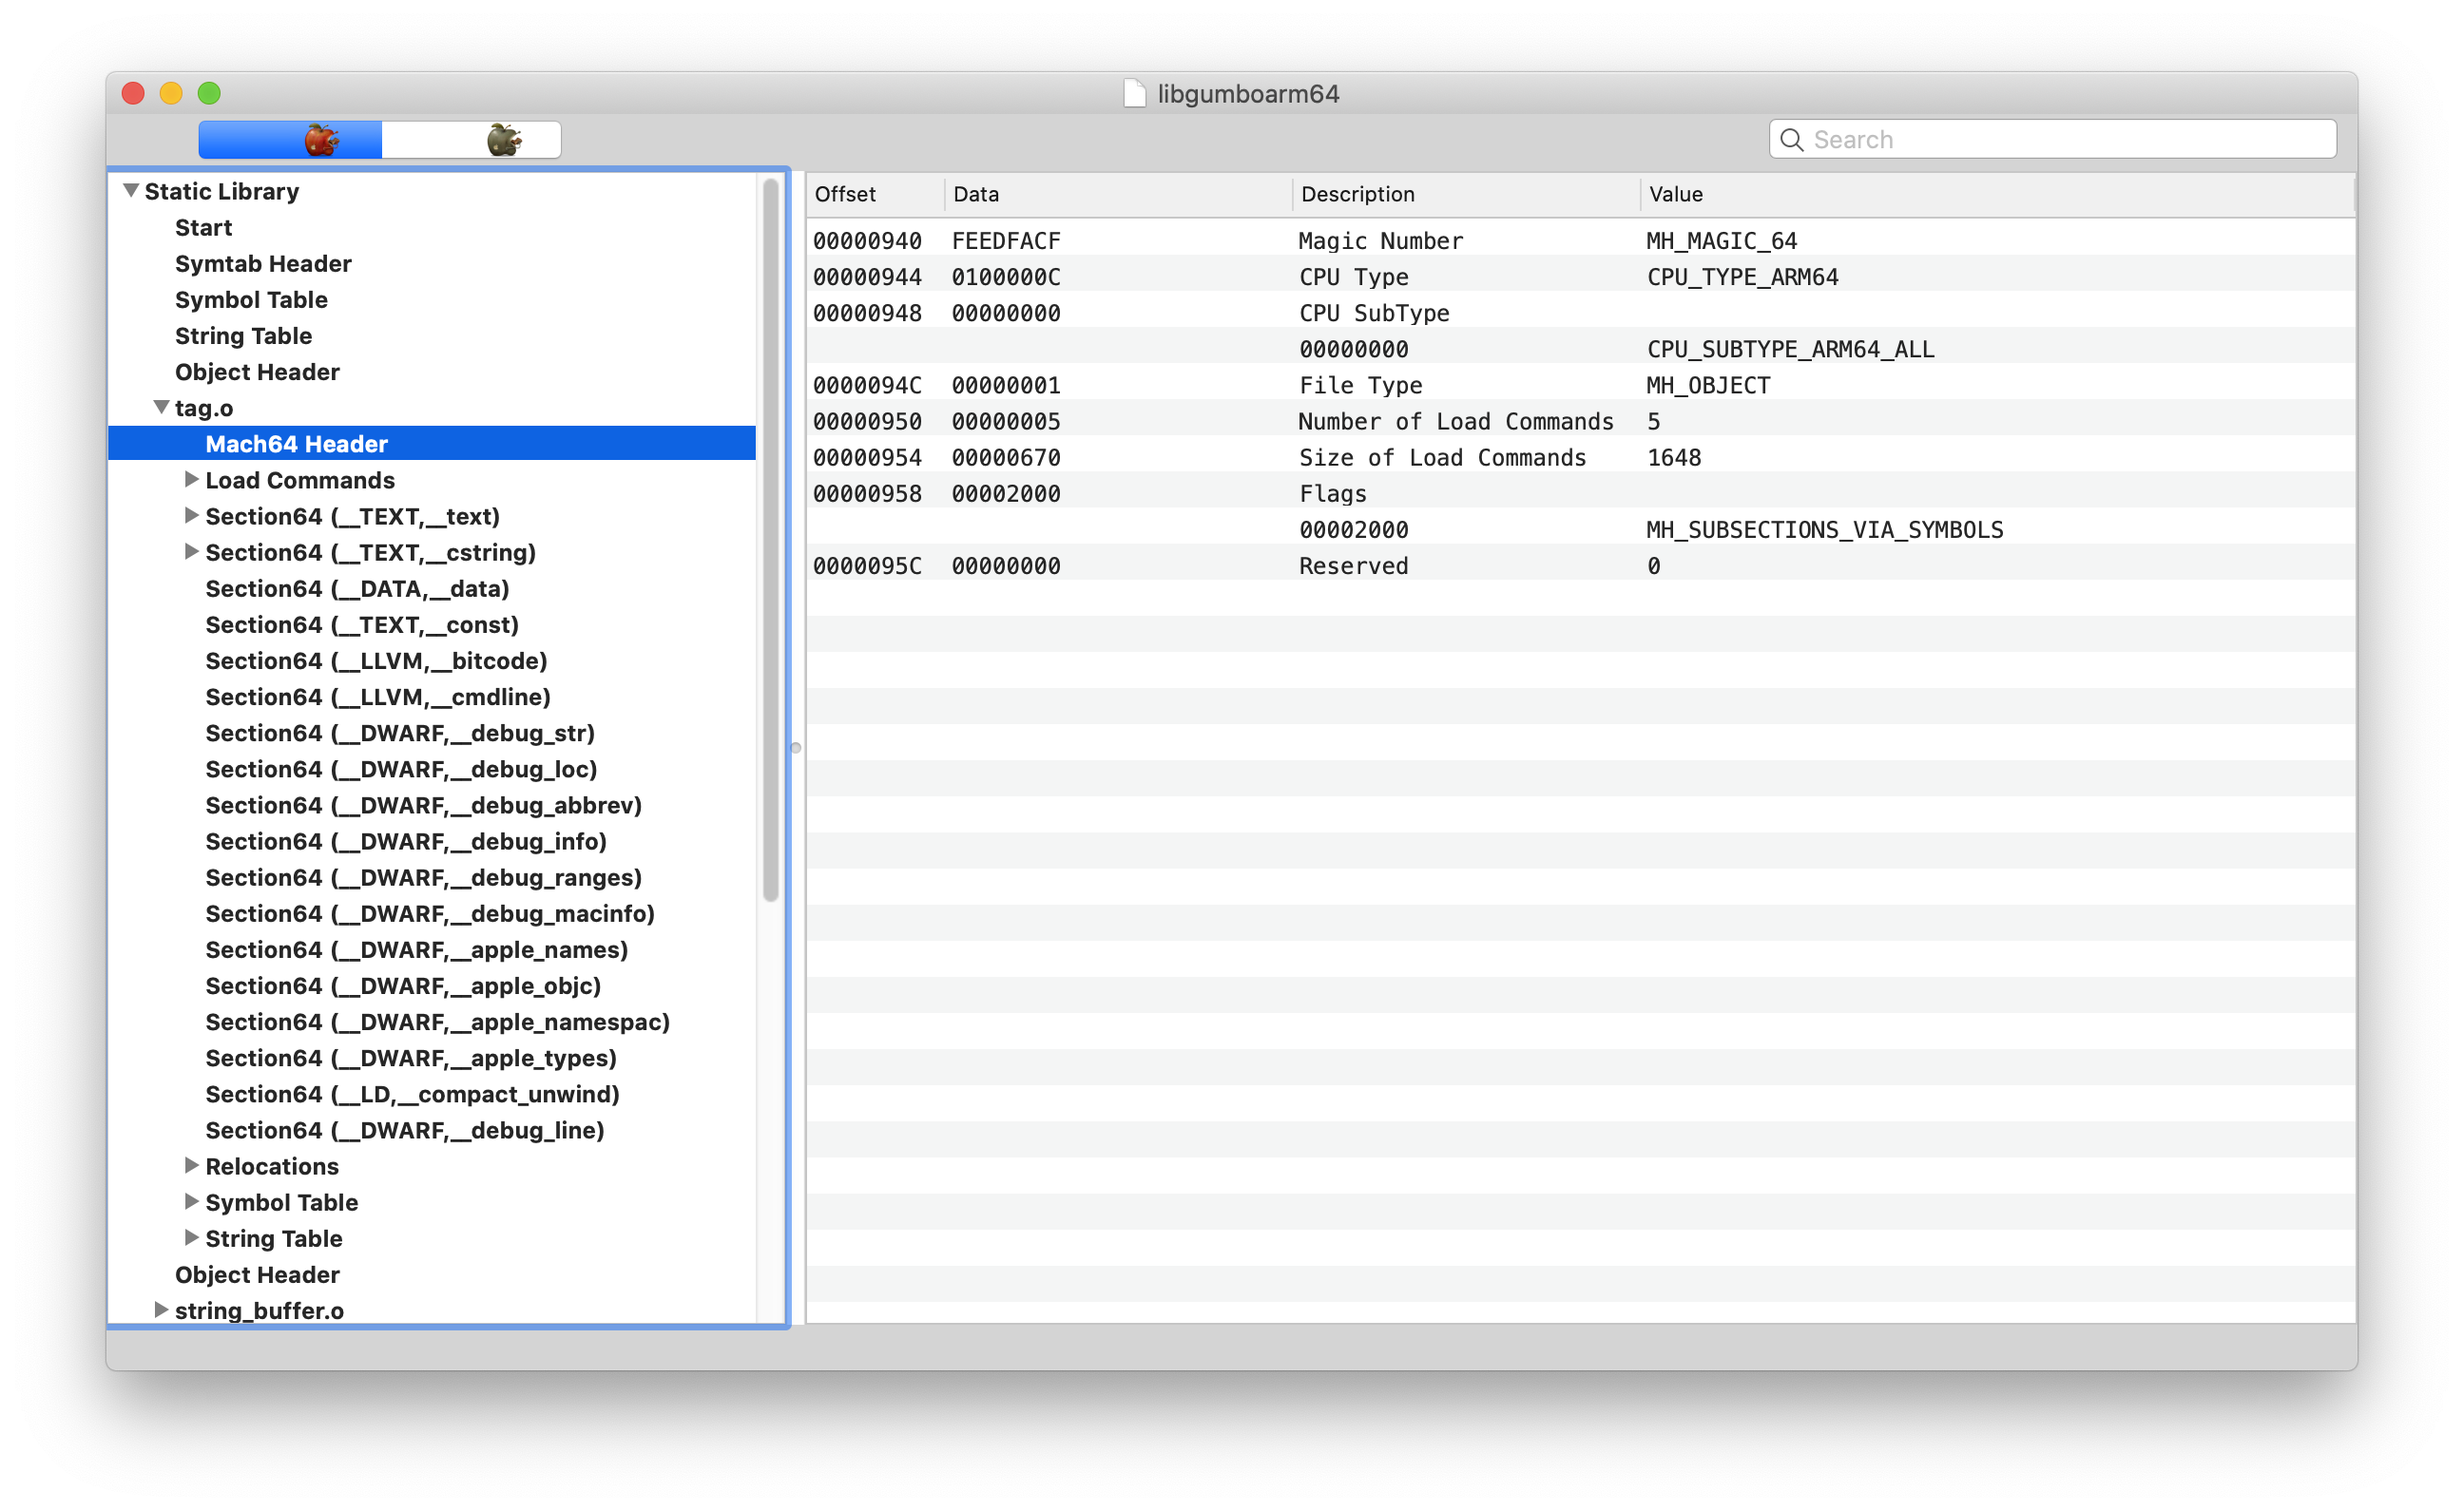 libgumboarm64
Search
Static Library
Start
Symtab Header
Symbol Table
String Table
Object Header
tag.o
Mach64 Header
Load Commands
Section64 (__TEXT,__text)
Section64 (__TEXT,__cstring)
Section64 (__DATA,__data)
Section64 (__TEXT,__const)
Section64 (__LLVM,__bitcode)
Section64 (__LLVM,__cmdline)
Section64 (__DWARF,__debug_str)
Section64 (__DWARF,__debug_loc)
Section64 (__DWARF,__debug_abbrev)
Section64 (__DWARF,__debug_info)
Section64 (__DWARF,__debug_ranges)
Section64 (__DWARF,__debug_macinfo)
Section64 (__DWARF,__apple_names)
Section64 (__DWARF,__apple_objc)
Section64 (__DWARF,__apple_namespac)
Section64 (__DWARF,__apple_types)
Section64 (__LD,__compact_unwind)
Section64 (__DWARF,__debug_line)
Relocations
Symbol Table
String Table
Object Header
string_buffer.o
Offset Data Description Value
00000940 FEEDFACF Magic Number MH_MAGIC_64
00000944 0100000C CPU Type CPU_TYPE_ARM64
00000948 00000000 CPU SubType
00000000 CPU_SUBTYPE_ARM64_ALL
0000094C 00000001 File Type MH_OBJECT
00000950 00000005 Number of Load Commands 5
00000954 00000670 Size of Load Commands 1648
00000958 00002000 Flags
00002000 MH_SUBSECTIONS_VIA_SYMBOLS
0000095C 00000000 Reserved 0